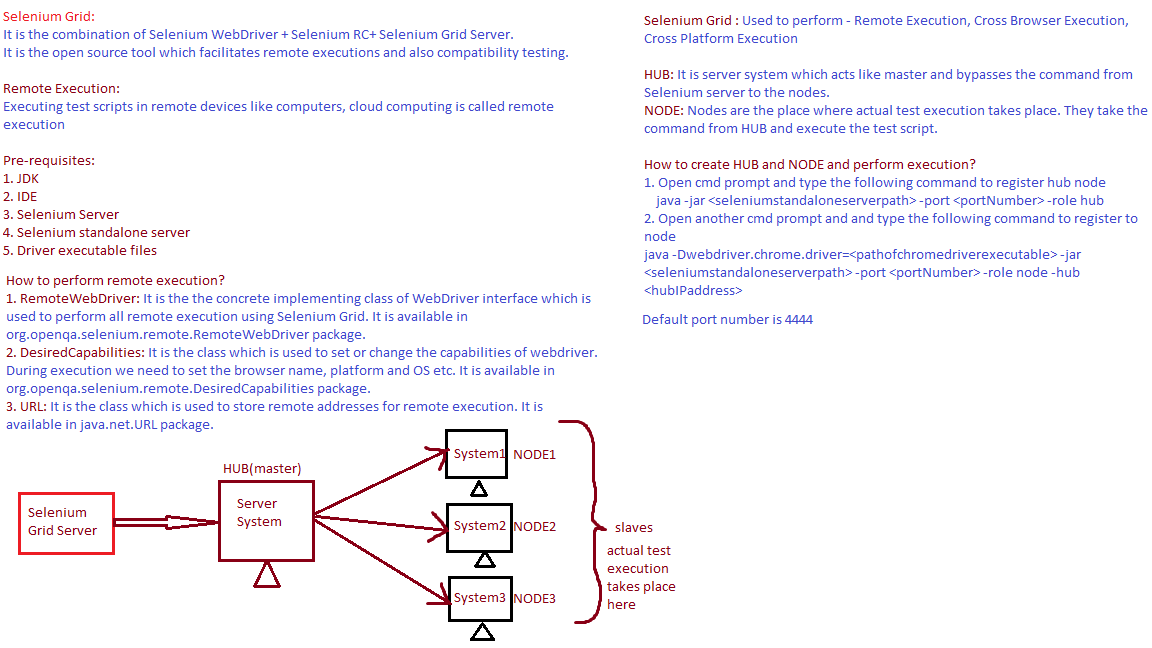 Selenium Grid:
It is the combination of Selenium WebDriver + Selenium RC+ Selenium Grid Server.
It is the open source tool which facilitates remote executions and also compatibility testing.
Remote Execution:
Executing test scripts in remote devices like computers, cloud computing is called remote
execution
Pre-requisites:
1. JDK
2. IDE
3. Selenium Server
4. Selenium standalone server
5. Driver executable files
How to perform remote execution?
1. RemoteWebDriver: It is the the concrete implementing class of WebDriver interface which is
used to perform all remote execution using Selenium Grid. It is available in
org.openqa.selenium.remote.RemoteWebDriver package.
2. DesiredCapabilities: It is the class which is used to set or change the capabilities of webdriver.
During execution we need to set the browser name, platform and OS etc. It is available in
org.openqa.selenium.remote.DesiredCapabilities package.
3. URL: It is the class which is used to store remote addresses for remote execution. It is
available in java.net.URL package.
Selenium Grid : Used to perform - Remote Execution, Cross Browser Execution,
Cross Platform Execution
HUB: It is server system which acts like master and bypasses the command from
Selenium server to the nodes.
NODE: Nodes are the place where actual test execution takes place. They take the
command from HUB and execute the test script.
How to create HUB and NODE and perform execution?
1. Open cmd prompt and type the following command to register hub node
java -jar <seleniumstandaloneserverpath> -port <portNumber> -role hub
2. Open another cmd prompt and and type the following command to register to
node
java -Dwebdriver.chrome.driver=<pathofchromedriverexecutable> -jar
<seleniumstandaloneserverpath> -port <portNumber> -role node -hub
<hubIPaddress>
Default port number is 4444
Selenium
Grid Server
HUB(master)
Server
System
System1 NODE1
System2 NODE2
System3 NODE3
slaves
actual test
execution
takes place
here